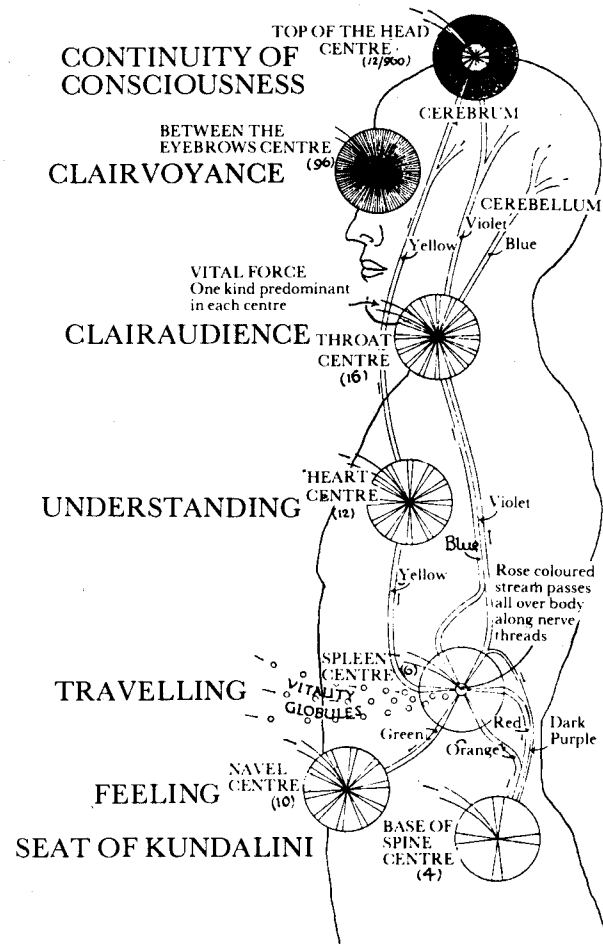 TOP OF THE HEAD
CENTRE
(12/960)
CONTINUITY OF
CONSCIOUSNESS
CEREBRUM
BETWEEN THE
EYEBROWS CENTRE
(96)
CLAIRVOYANCE
CEREBELLUM
Violet
Yellow
Blue
VITAL FORCE
One kind predominant
in each centre
CLAIRAUDIENCE
THROAT
CENTRE
(16)
HEART
CENTRE
(12)
UNDERSTANDING
Violet
Blue
Yellow
Rose coloured
stream passes
all over body
along nerve
threads
SPLEEN
CENTRE
(6)
TRAVELLING
VITALITY
GLOBULES
Green
Red
Orange
Dark
Purple
NAVEL
CENTRE
(10)
FEELING
SEAT OF KUNDALINI
BASE OF
SPINE
CENTRE
(4)